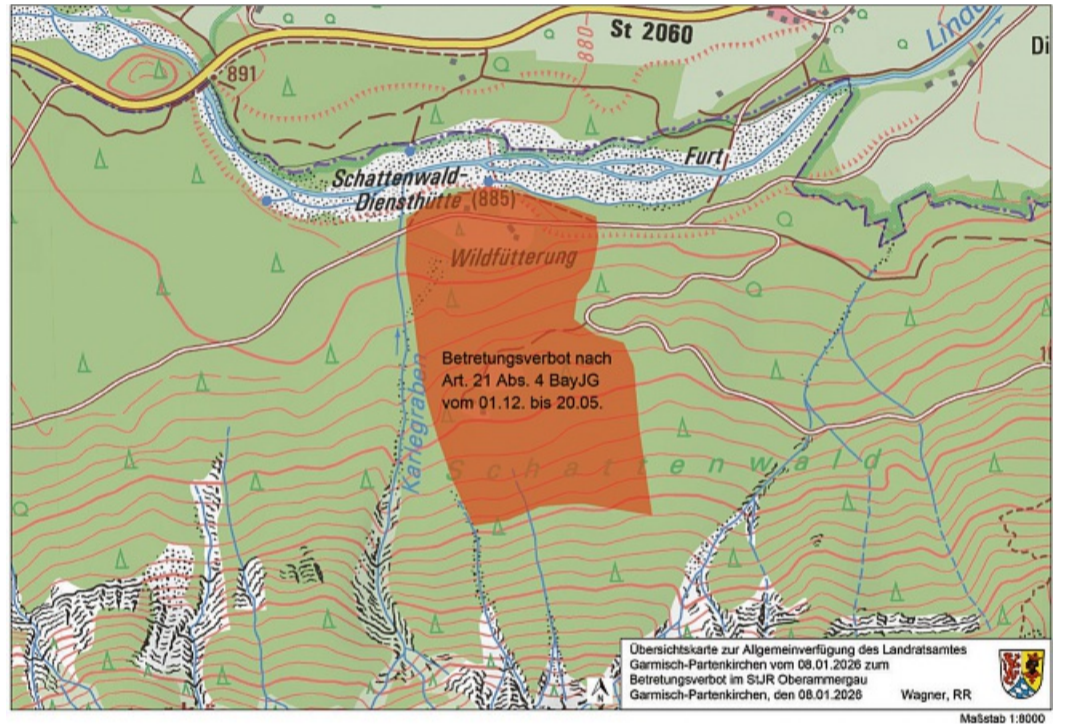 St 2060
880
Linde
Di
891
Furt
Schattenwald-
Diensthütte (885)
Wildfütterung
Betretungsverbot nach
Art. 21 Abs. 4 BayJG
vom 01.12. bis 20.05.
Schattenwald
Übersichtskarte zur Allgemeinverfügung des Landratsamtes
Garmisch-Partenkirchen vom 08.01.2026 zum
Betretungsverbot im StJR Oberammergau
Garmisch-Partenkirchen, den 08.01.2026 Wagner, RR
Maßstab 1:8000